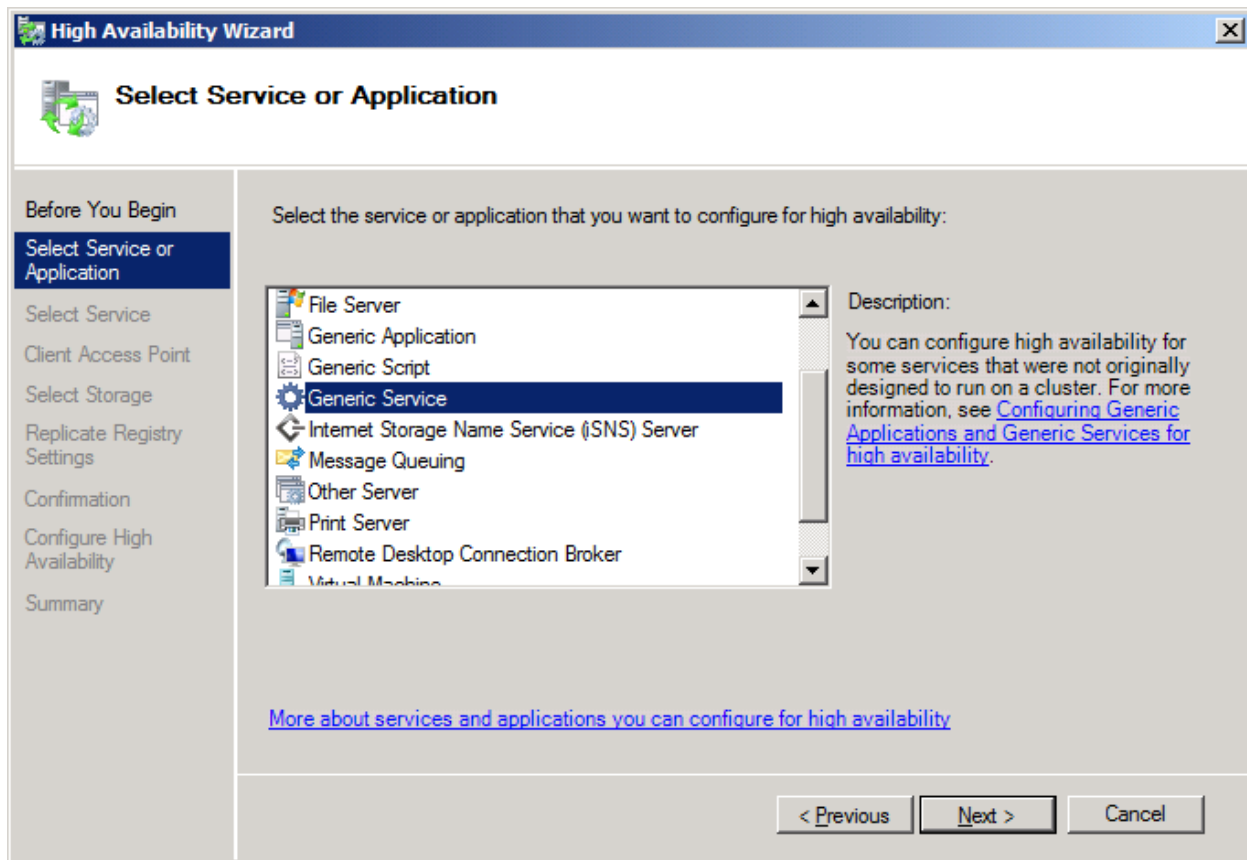 High Availability Wizard
Select Service or Application
Before You Begin
Select Service or
Application
Select Service
Client Access Point
Select Storage
Replicate Registry
Settings
Confirmation
Configure High
Availability
Summary
Select the service or application that you want to configure for high availability:
File Server
Generic Application
Generic Script
Generic Service
Internet Storage Name Service (iSNS) Server
Message Queuing
Other Server
Print Server
Remote Desktop Connection Broker
Virtual Machine
Description:
You can configure high availability for
some services that were not originally
designed to run on a cluster. For more
information, see Configuring Generic
Applications and Generic Services for
high availability.
More about services and applications you can configure for high availability
< Previous
Next >
Cancel